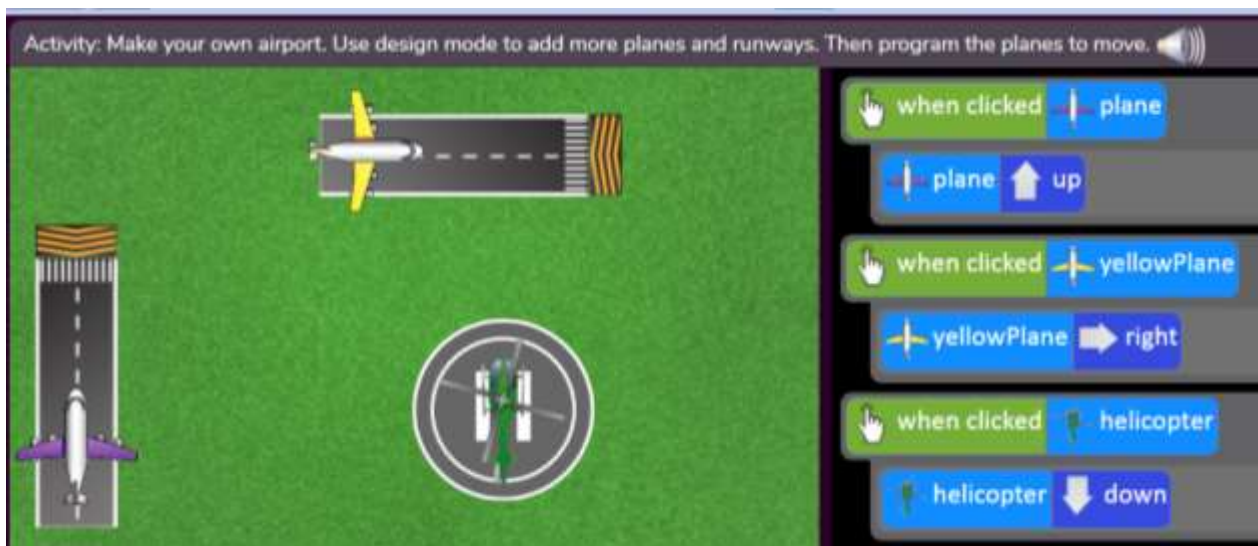 Activity: Make your own airport. Use design mode to add more planes and runways. Then program the planes to move.
when clicked plane
plane up
when clicked yellowPlane
yellowPlane right
when clicked helicopter
helicopter down